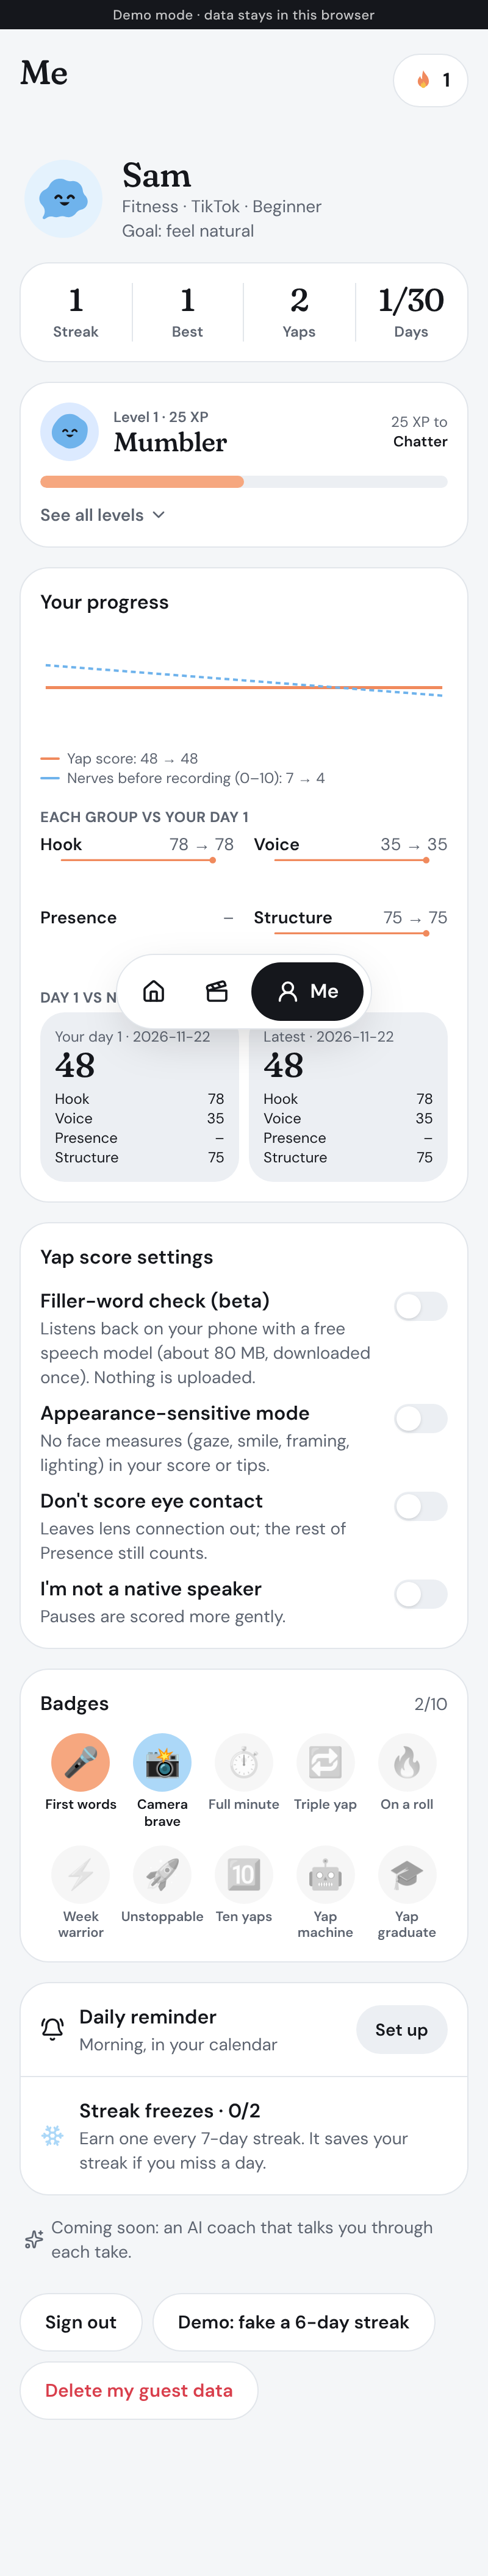 Demo mode · data stays in this browser
Me
1
Sam
Fitness · TikTok · Beginner
Goal: feel natural
1
Streak
1
Best
2
Yaps
1/30
Days
Level 1 · 25 XP
Mumbler
25 XP to
Chatter
See all levels
Your progress
Yap score: 48 → 48
Nerves before recording (0–10): 7 → 4
EACH GROUP VS YOUR DAY 1
Hook 78 → 78
Voice 35 → 35
Presence –
Structure 75 → 75
DAY 1 VS
Me
Your day 1 · 2026-11-22
48
Hook 78
Voice 35
Presence –
Structure 75
Latest · 2026-11-22
48
Hook 78
Voice 35
Presence –
Structure 75
Yap score settings
Filler-word check (beta)
Listens back on your phone with a free
speech model (about 80 MB, downloaded
once). Nothing is uploaded.
Appearance-sensitive mode
No face measures (gaze, smile, framing,
lighting) in your score or tips.
Don't score eye contact
Leaves lens connection out; the rest of
Presence still counts.
I'm not a native speaker
Pauses are scored more gently.
Badges
2/10
First words
Camera
brave
Full minute
Triple yap
On a roll
10
Week
warrior
Unstoppable
Ten yaps
Yap
machine
Yap
graduate
Daily reminder
Morning, in your calendar
Set up
Streak freezes · 0/2
Earn one every 7-day streak. It saves your
streak if you miss a day.
Coming soon: an AI coach that talks you through
each take.
Sign out
Demo: fake a 6-day streak
Delete my guest data